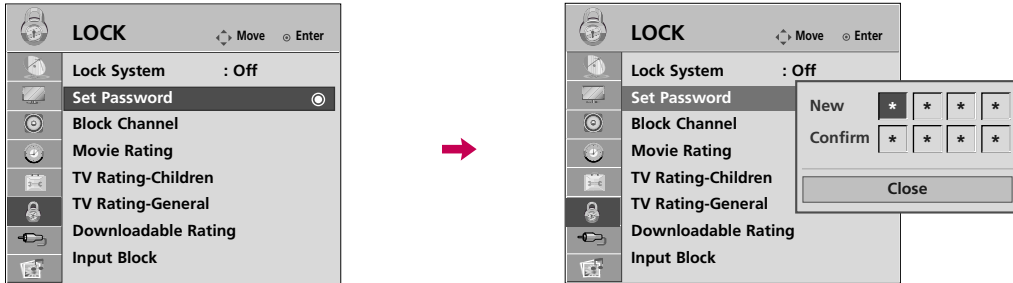 LOCK Move Enter
Lock System : Off
Set Password
Block Channel
Movie Rating
TV Rating-Children
TV Rating-General
Downloadable Rating
Input Block
LOCK Move Enter
Lock System : Off
Set Password
Block Channel
Movie Rating
TV Rating-Children
TV Rating-General
Downloadable Rating
Input Block
New * * * *
Confirm * * * *
Close